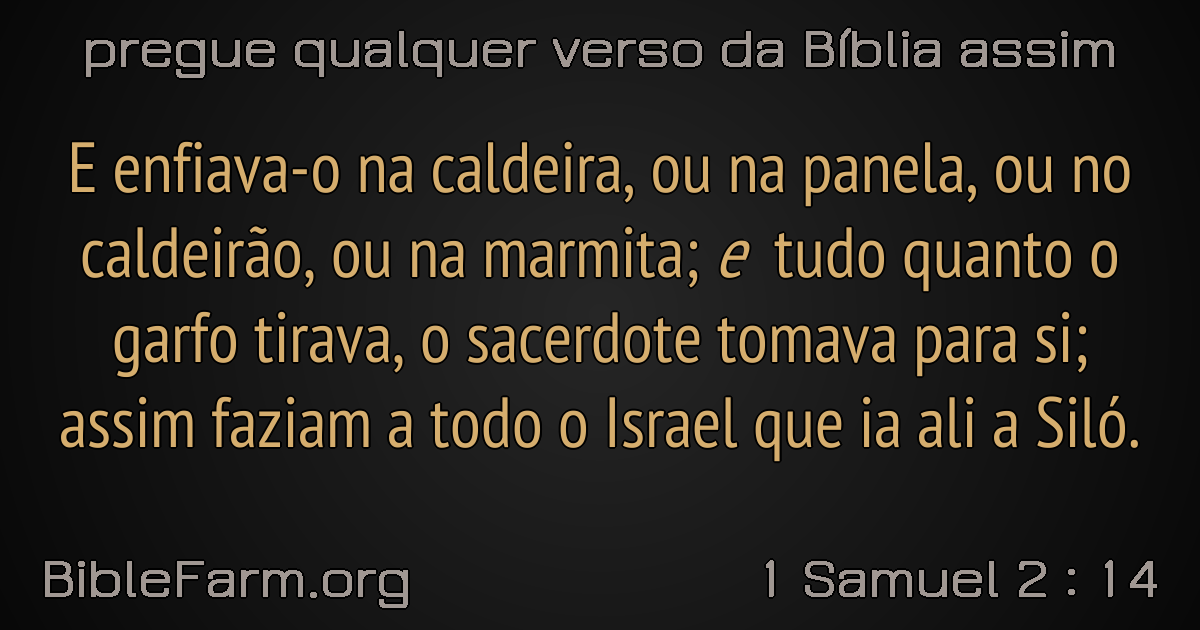 pregue qualquer verso da Bíblia assim
E enfiava-o na caldeira, ou na panela, ou no
caldeirão, ou na marmita; e tudo quanto o
garfo tirava, o sacerdote tomava para si;
assim faziam a todo o Israel que ia ali a Siló.
BibleFarm.org
1 Samuel 2 : 14